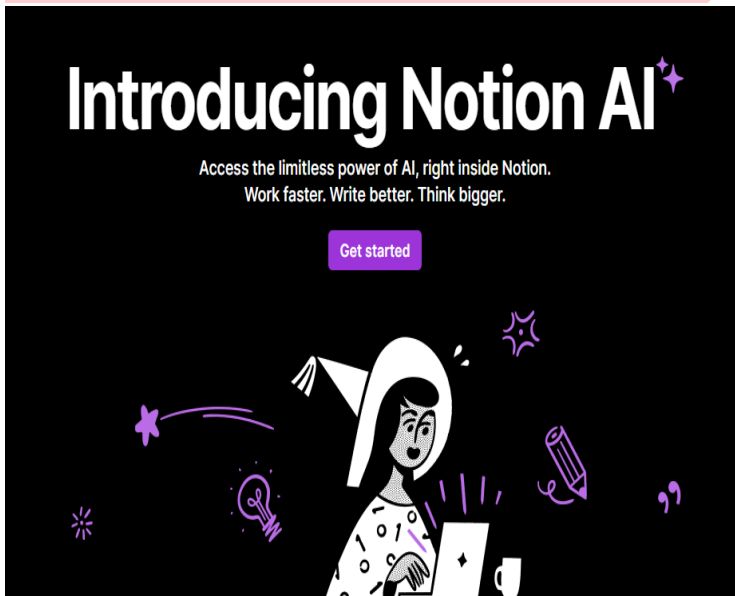 Introducing Notion AI
Access the limitless power of AI, right inside Notion.
Work faster. Write better. Think bigger.
Get started